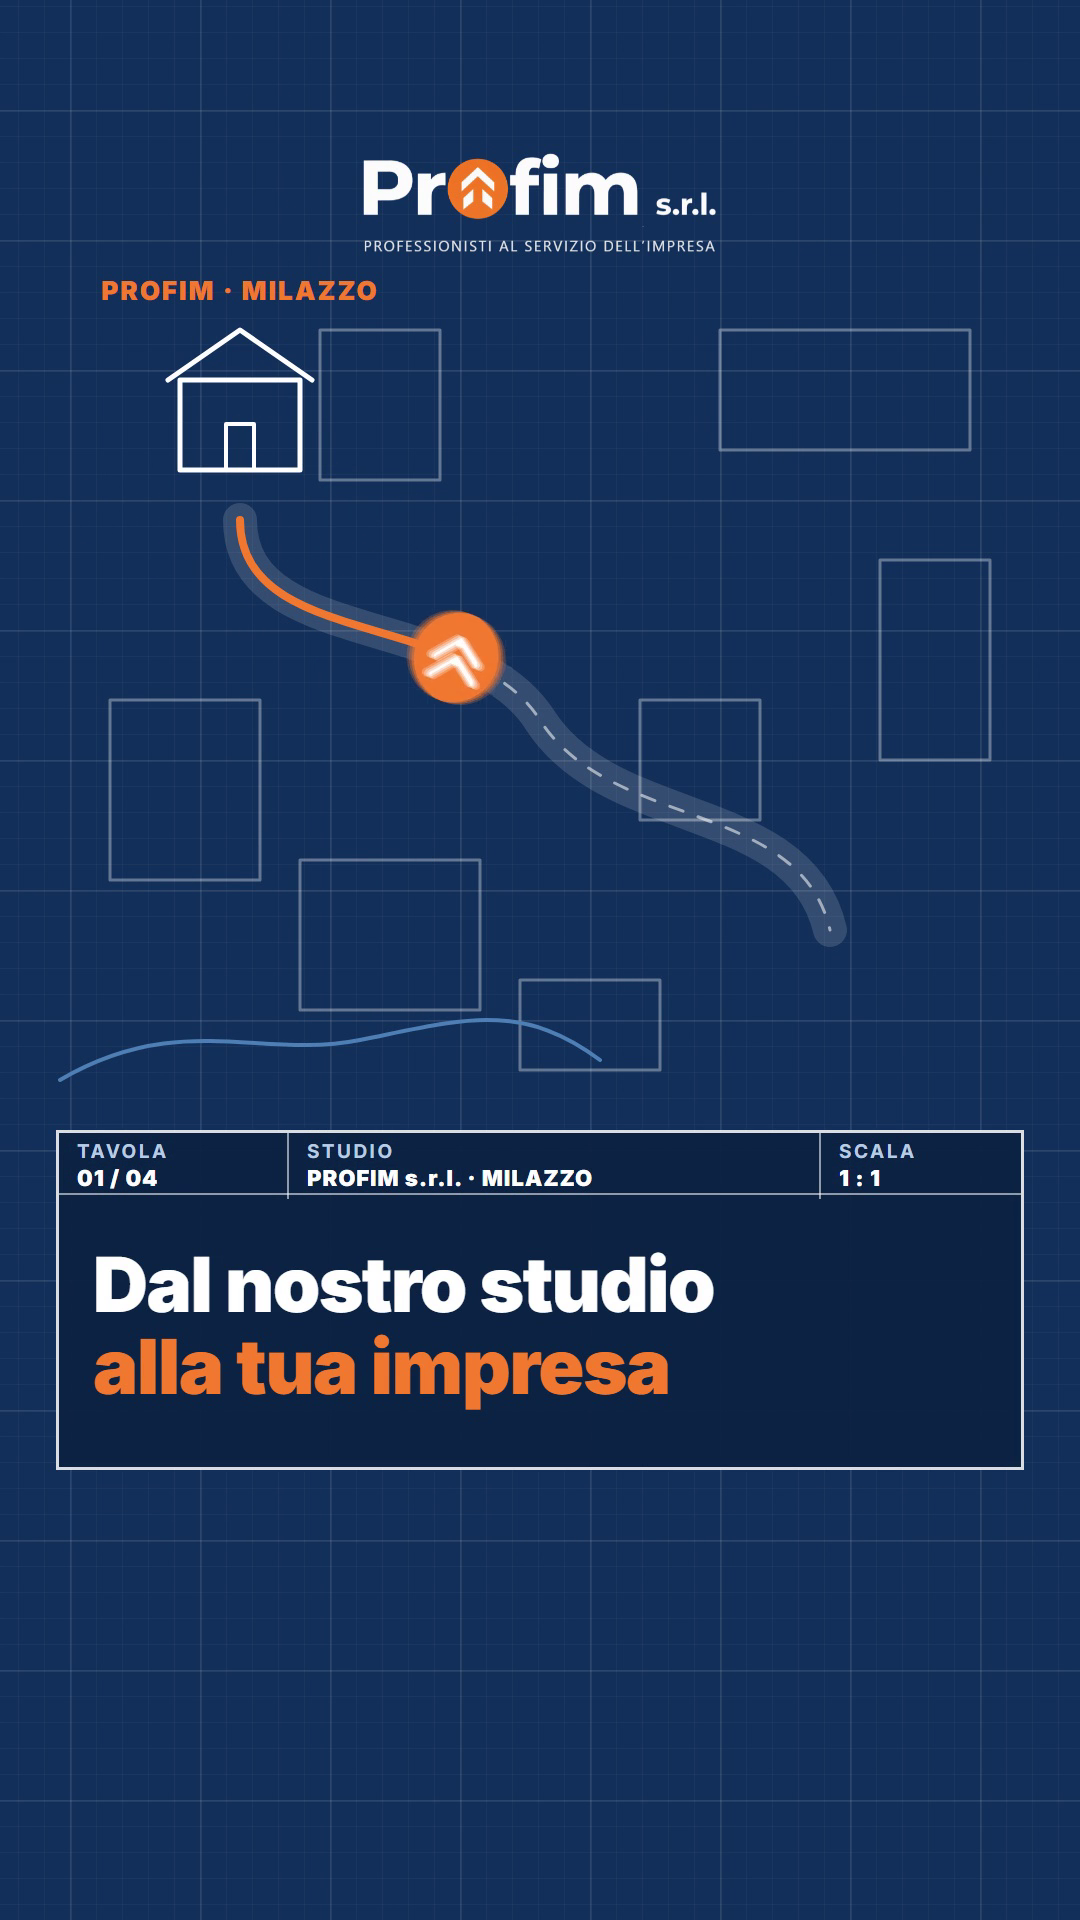 Profim s.r.l.
PROFESSIONISTI AL SERVIZIO DELL'IMPRESA
PROFIM · MILAZZO
TAVOLA
01 / 04
STUDIO
PROFIM s.r.l. · MILAZZO
SCALA
1 : 1
Dal nostro studio
alla tua impresa